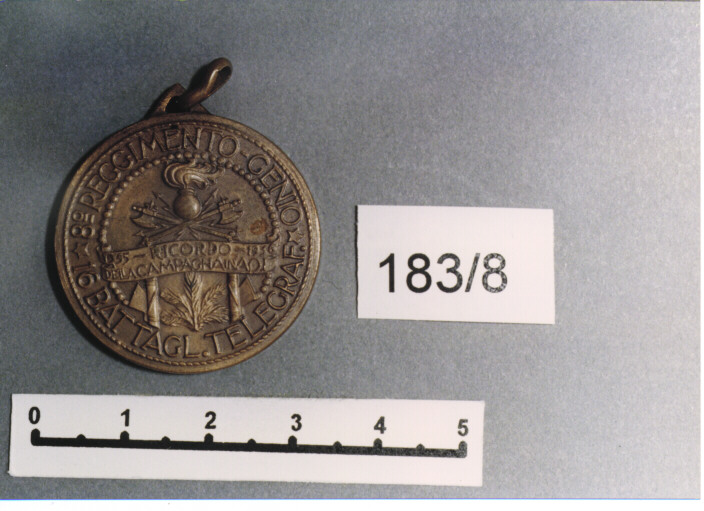 8º REGGIMENTO GENIO
1935 - RICORDO - 1936
DELLA CAMPAGNA IN A.O.
16 BATTAGL. TELEGRAF.
183/8
0 1 2 3 4 5